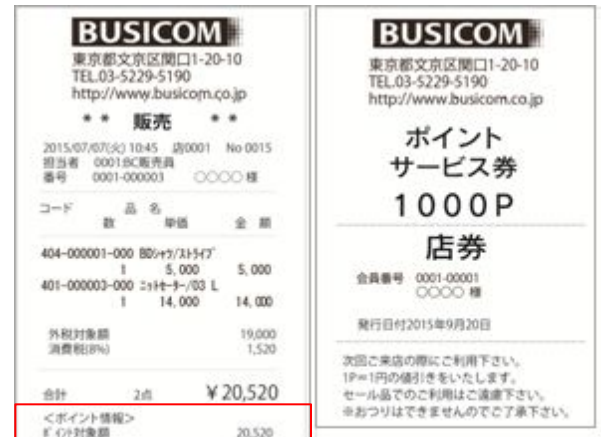 BUSICOM
東京都文京区関口1-20-10
TEL.03-5229-5190
http://www.busicom.co.jp
** 販売 **
2015/07/07(火) 10:45 店0001 No 0015
担当者 0001:BC販売員
番号 0001-000003 〇〇〇〇 様
コード 品 名
数 単価 金 額
404-000001-000 BDシャツ/ストライプ
1 5,000 5,000
401-000003-000 ニットセーター/03 L
1 14,000 14,000
外税対象額 19,000
消費税(8%) 1,520
合計 2点 ¥20,520
<ポイント情報>
ポイント対象額 20,520
BUSICOM
東京都文京区関口1-20-10
TEL.03-5229-5190
http://www.busicom.co.jp
ポイント
サービス券
1000P
店券
会員番号 0001-00001
〇〇〇〇 様
発行日付2015年9月20日
次回ご来店の際にご利用下さい。
1P=1円の値引きをいたします。
セール品でのご利用はご遠慮下さい。
※おつりはできませんのでご了承下さい。